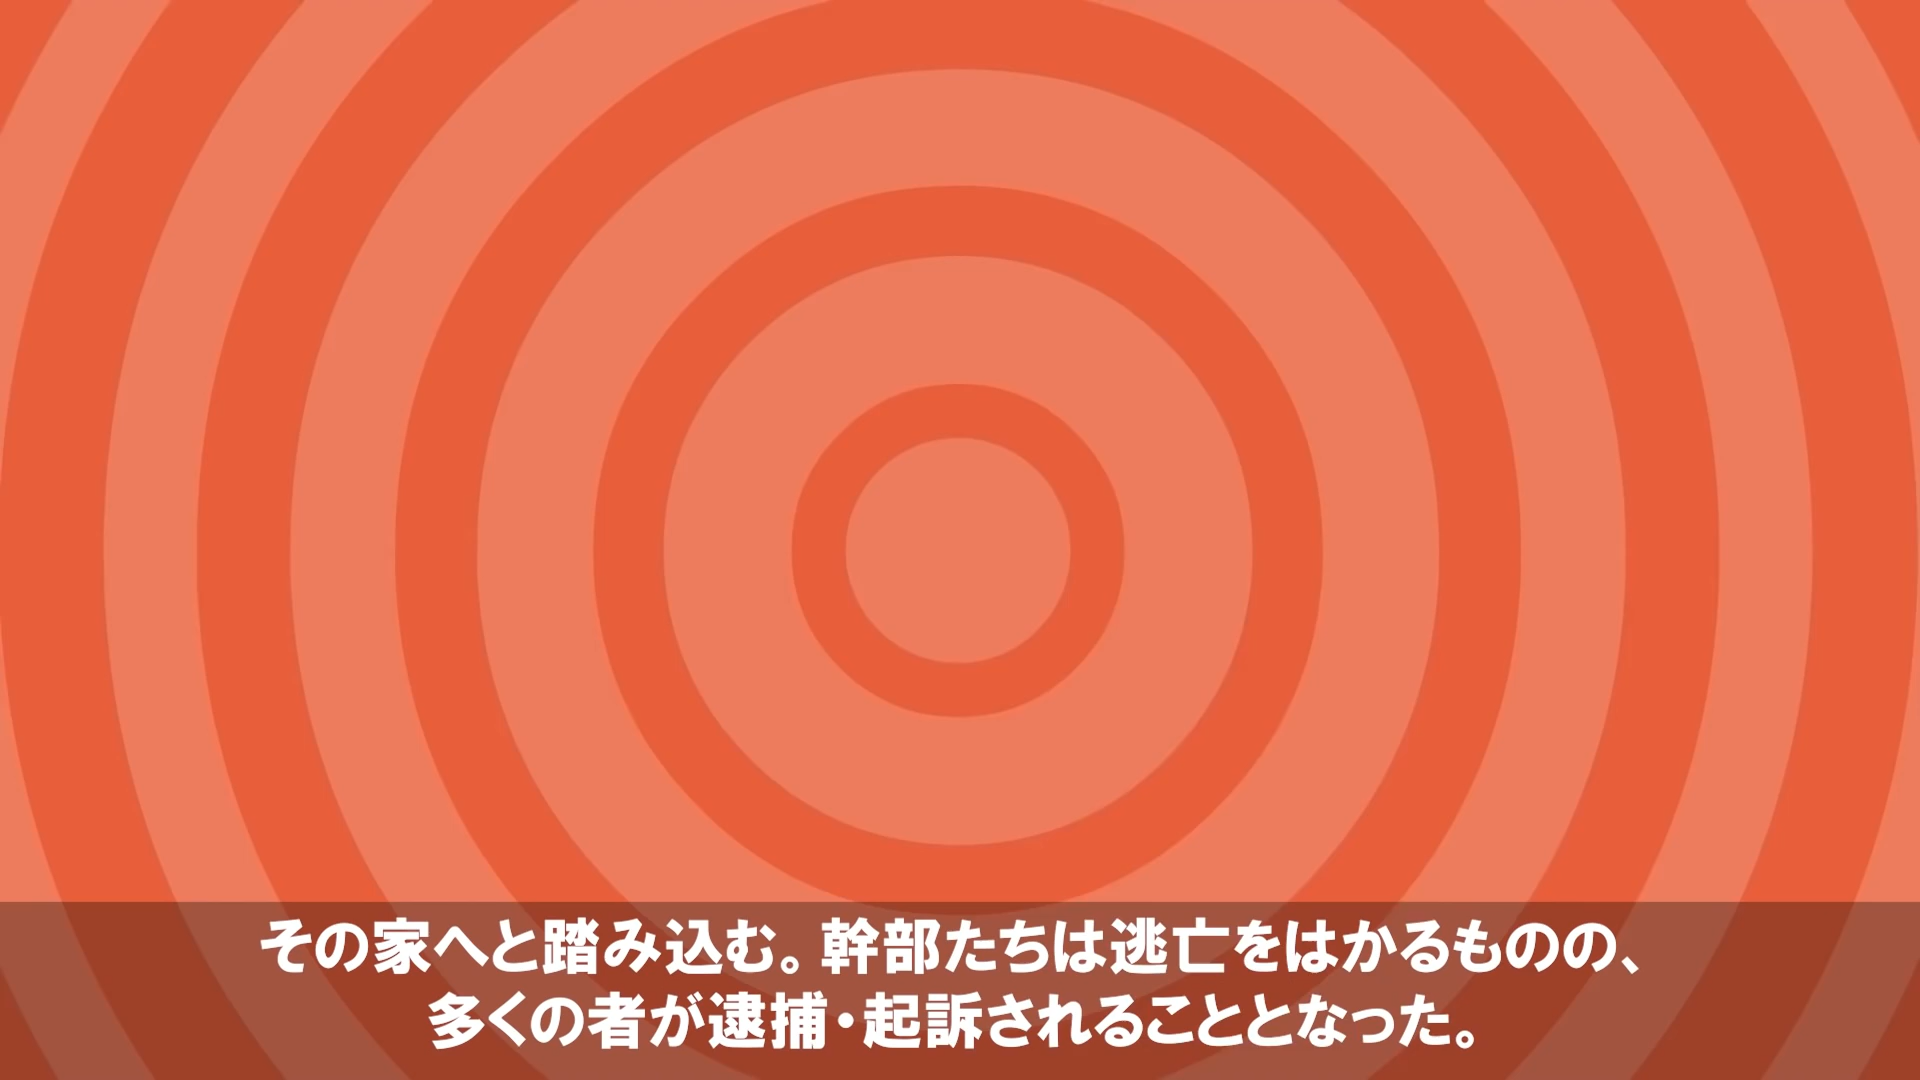 その家へと踏み込む。幹部たちは逃亡をはかるものの、
多くの者が逮捕・起訴されることとなった。